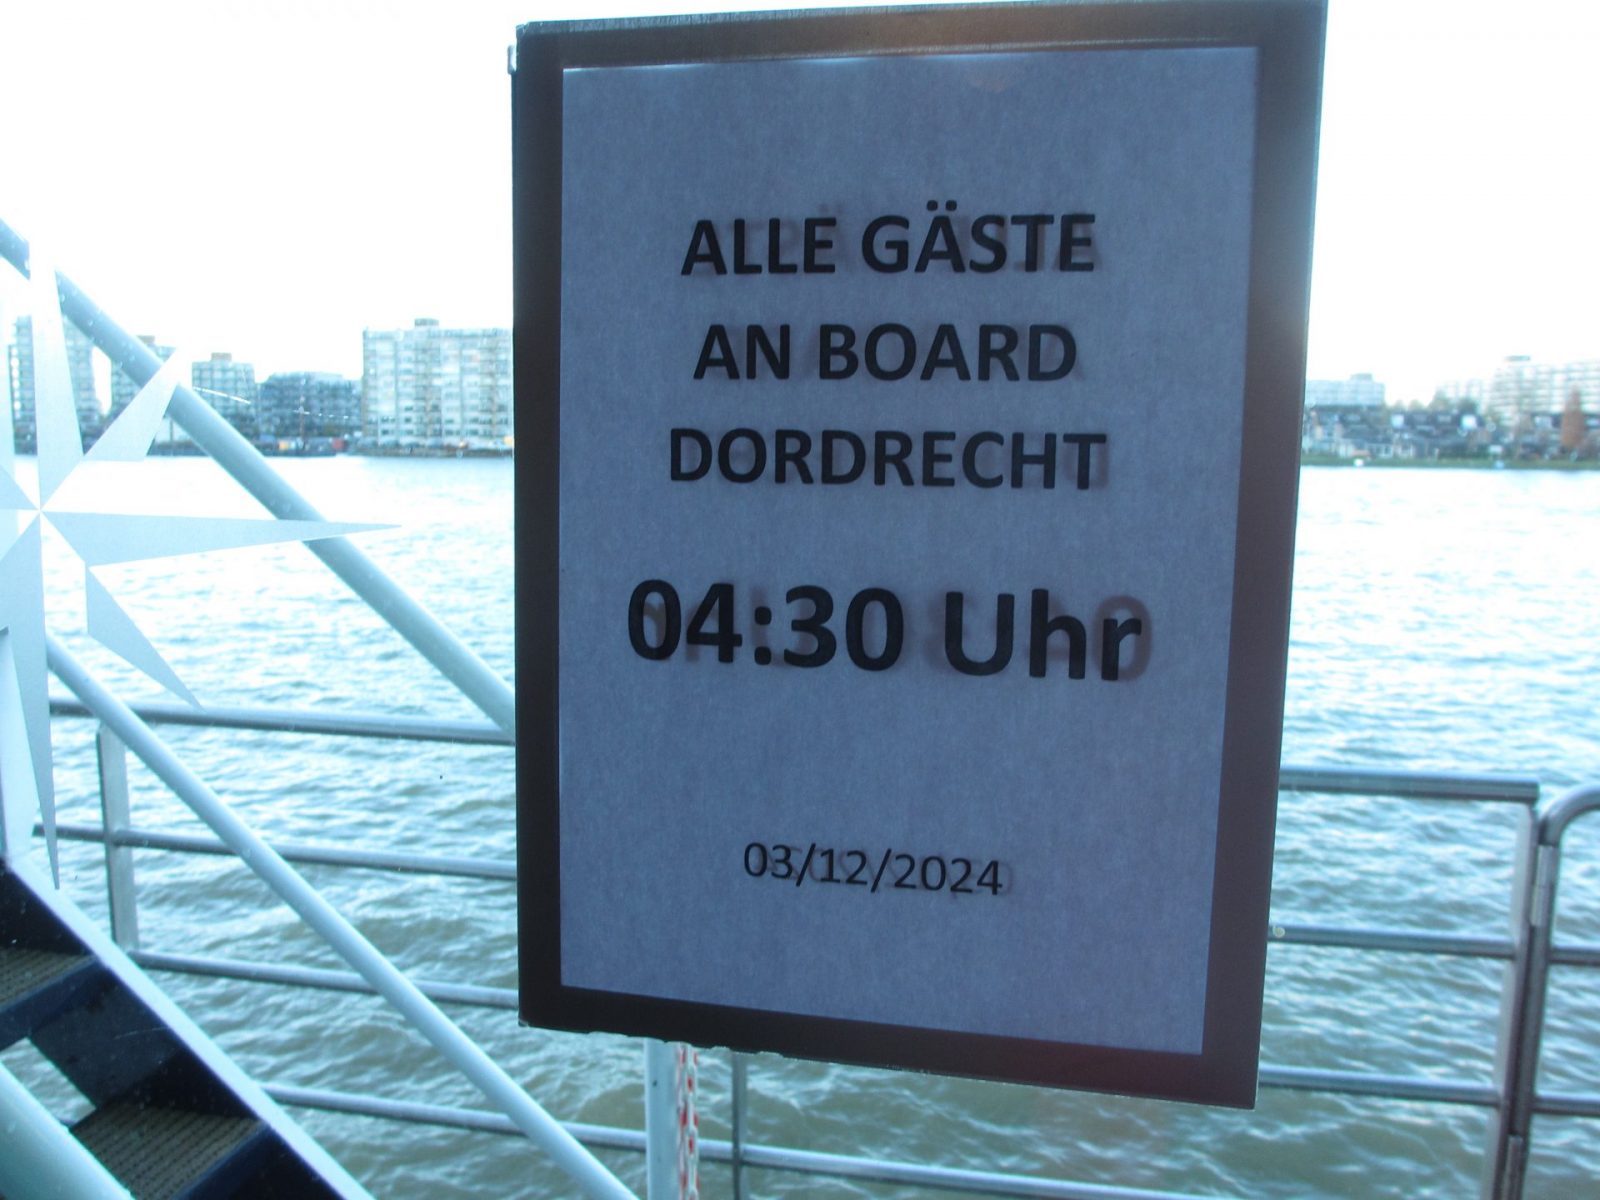 ALLE GÄSTE
AN BOARD
DORDRECHT
04:30 Uhr
03/12/2024